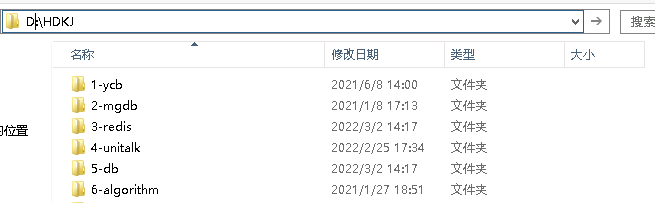 D:\HDKJ 搜索
名称 修改日期 类型 大小
1-ycb 2021/6/8 14:00 文件夹
2-mgdb 2021/1/8 17:13 文件夹
的位置
3-redis 2022/3/2 14:17 文件夹
4-unitalk 2022/2/25 17:34 文件夹
5-db 2022/3/2 14:17 文件夹
6-algorithm 2021/1/27 18:51 文件夹